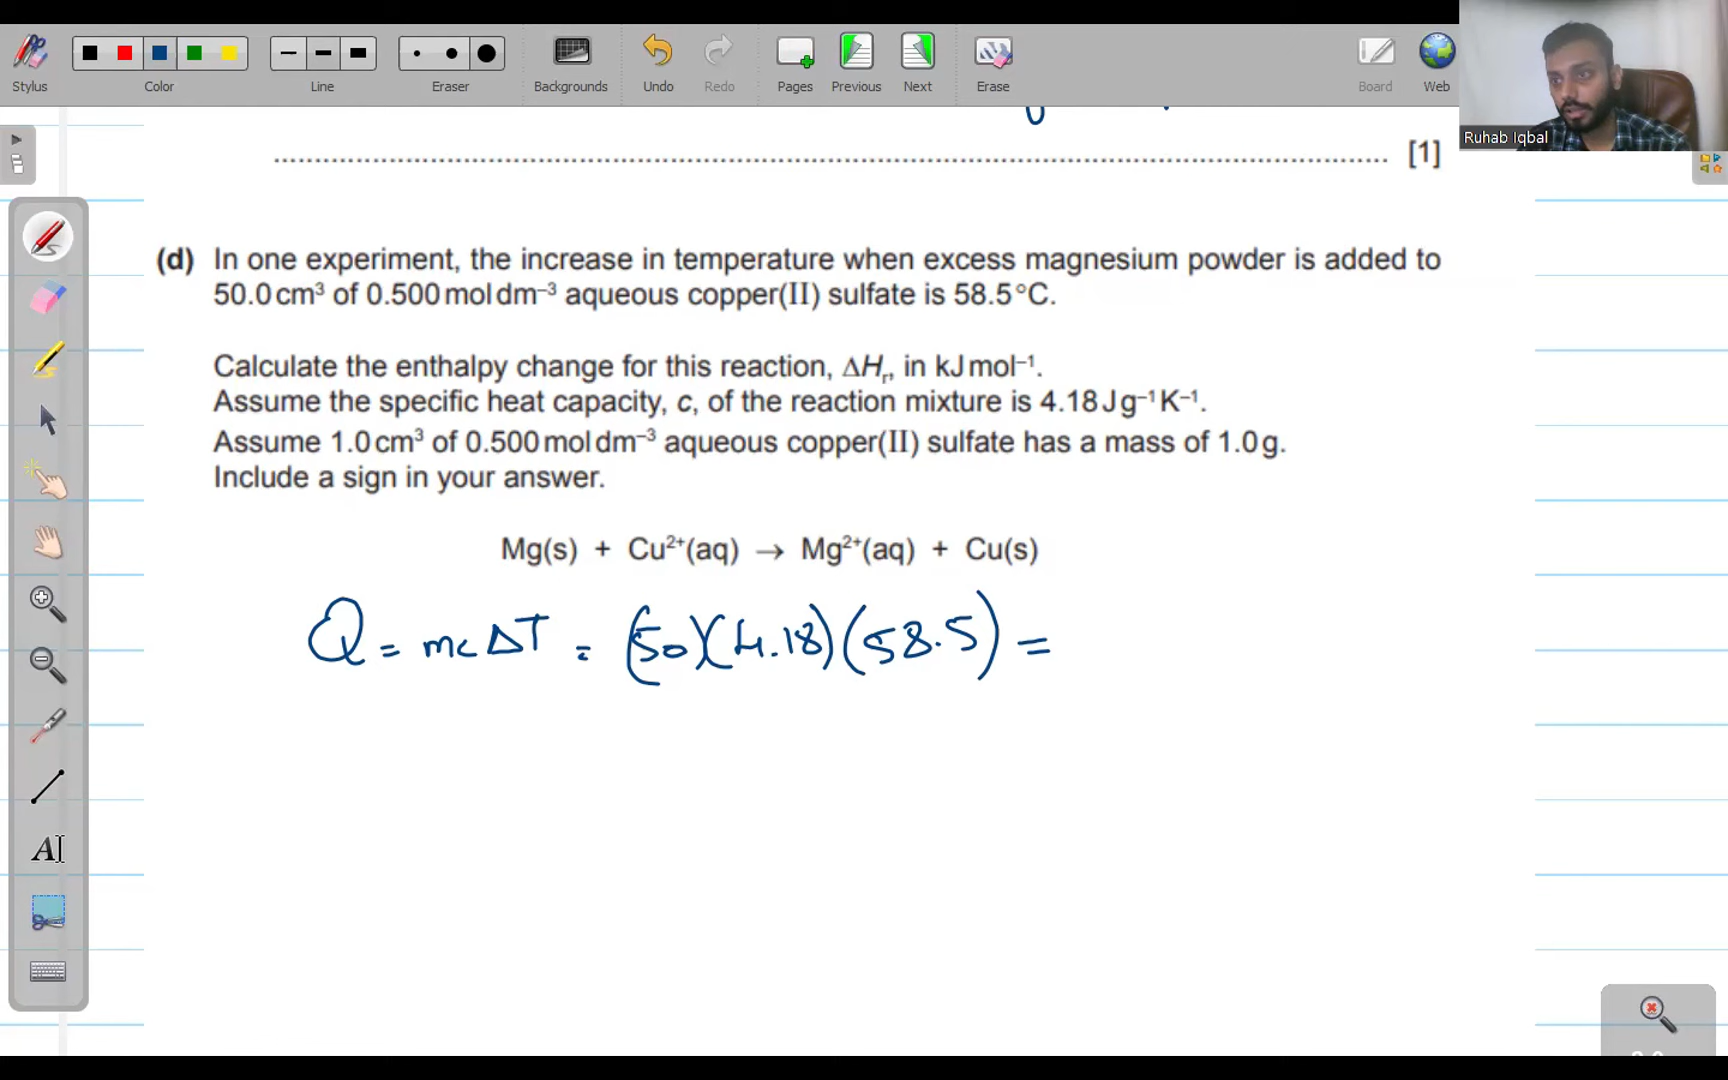 Stylus
Color
Line
Eraser
Backgrounds
Undo
Redo
Pages
Previous
Next
Erase
Board
Web
Ruhab Iqbal
[1]
(d) In one experiment, the increase in temperature when excess magnesium powder is added to
50.0 cm³ of 0.500 mol dm⁻³ aqueous copper(II) sulfate is 58.5 °C.
Calculate the enthalpy change for this reaction, ΔHᵣ, in kJ mol⁻¹.
Assume the specific heat capacity, c, of the reaction mixture is 4.18 J g⁻¹ K⁻¹.
Assume 1.0 cm³ of 0.500 mol dm⁻³ aqueous copper(II) sulfate has a mass of 1.0 g.
Include a sign in your answer.
Mg(s) + Cu²⁺(aq) → Mg²⁺(aq) + Cu(s)
Q = mcΔT = (50)(4.18)(58.5) =